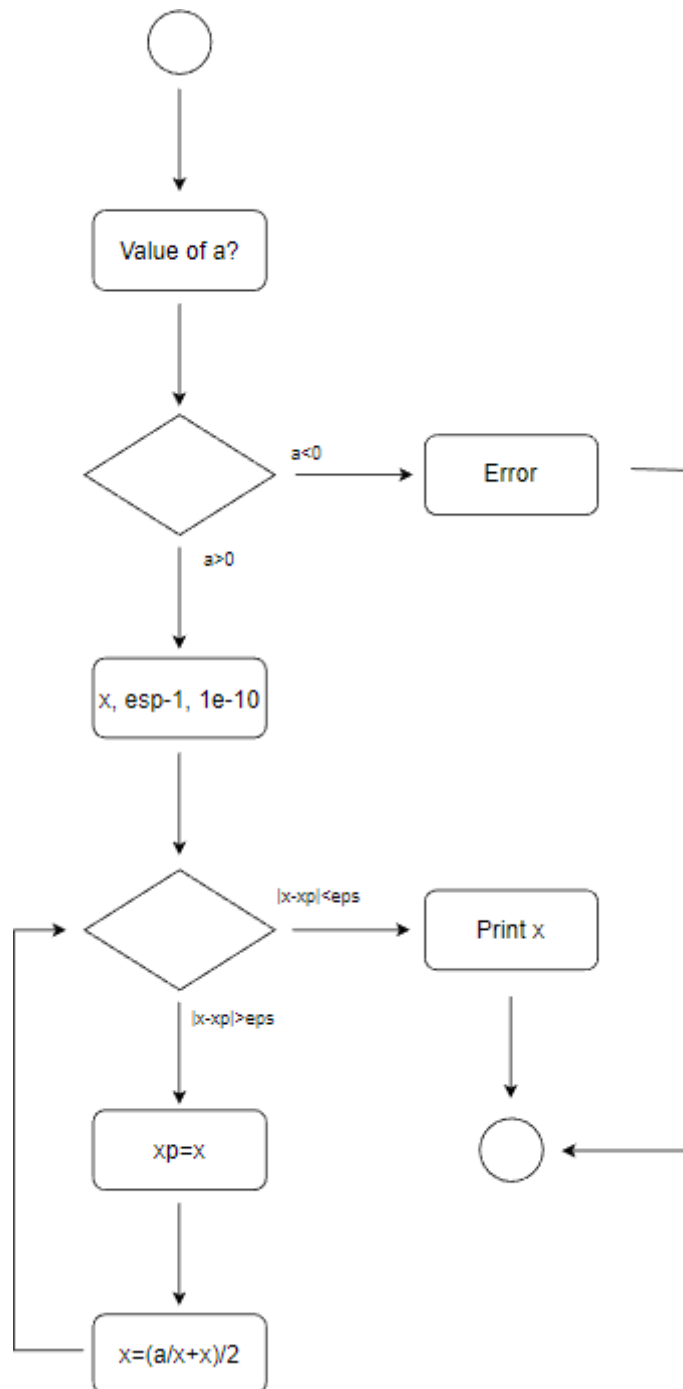 Value of a?
a<0
Error
a>0
x, esp-1, 1e-10
|x-xp|<eps
Print x
|x-xp|>eps
xp=x
x=(a/x+x)/2